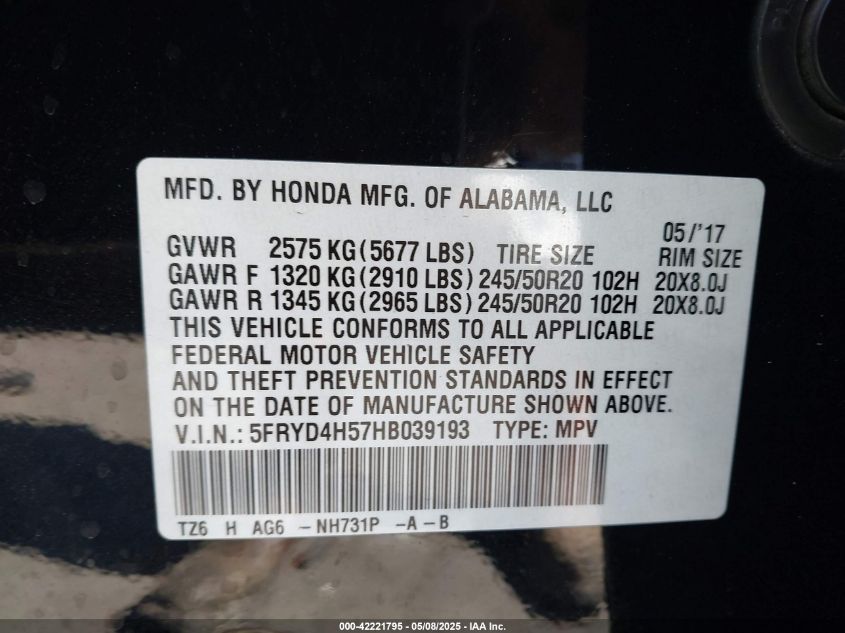 MFD. BY HONDA MFG. OF ALABAMA, LLC
05/'17
GVWR 2575 KG (5677 LBS) TIRE SIZE RIM SIZE
GAWR F 1320 KG (2910 LBS) 245/50R20 102H 20X8.0J
GAWR R 1345 KG (2965 LBS) 245/50R20 102H 20X8.0J
THIS VEHICLE CONFORMS TO ALL APPLICABLE
FEDERAL MOTOR VEHICLE SAFETY
AND THEFT PREVENTION STANDARDS IN EFFECT
ON THE DATE OF MANUFACTURE SHOWN ABOVE.
V.I.N.: 5FRYD4H57HB039193 TYPE: MPV
TZ6 H AG6 -NH731P -A-B
000-42221795 - 05/08/2025 - IAA Inc.